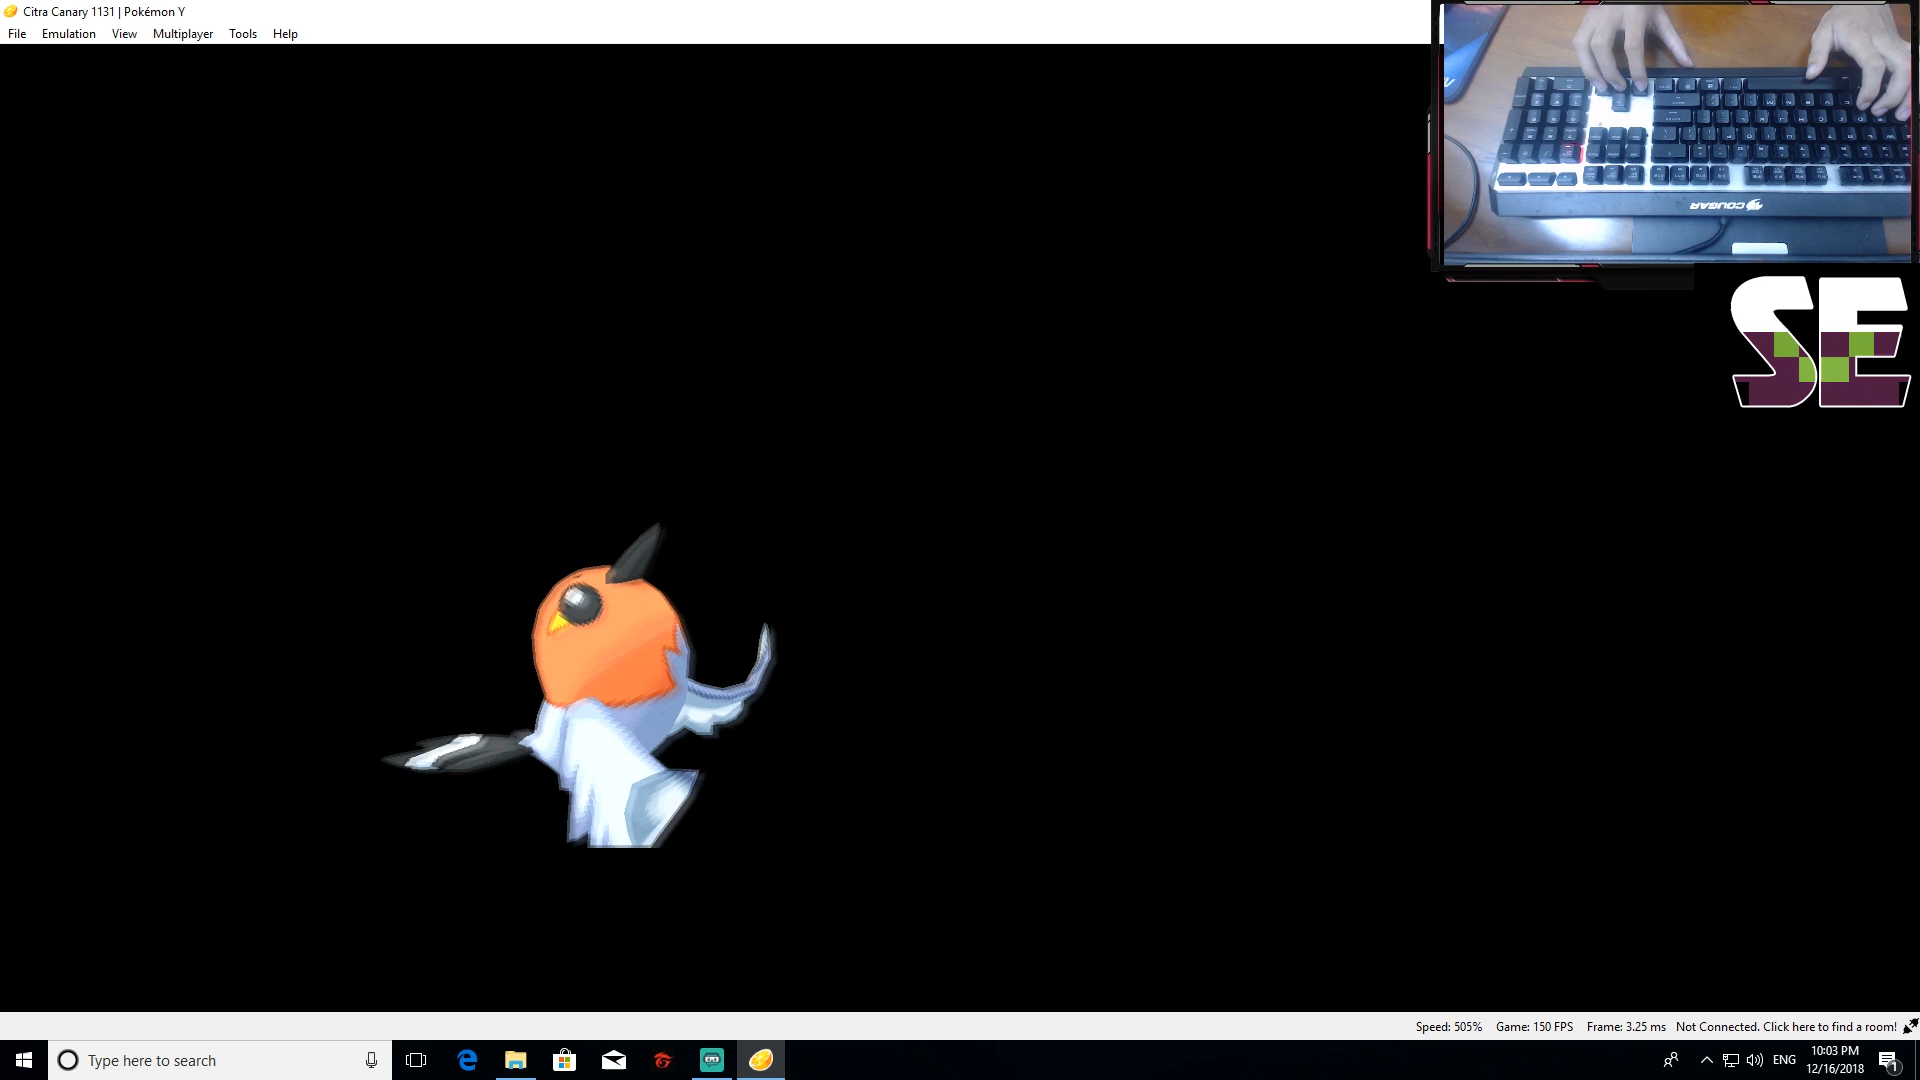 Citra Canary 1131 | Pokémon Y
File Emulation View Multiplayer Tools Help
COUGAR
SE
Speed: 505% Game: 150 FPS Frame: 3.25 ms Not Connected. Click here to find a room!
Type here to search
ENG
10:03 PM
12/16/2018
1